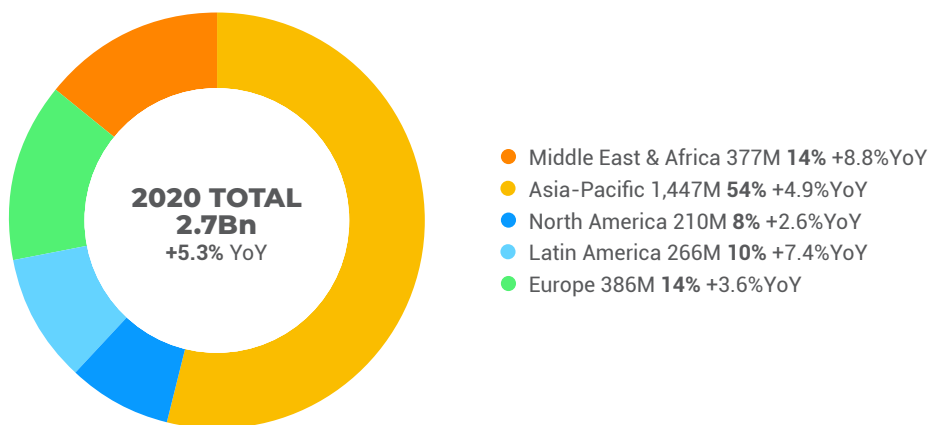 2020 TOTAL
2.7Bn
+5.3% YoY
Middle East & Africa 377M 14% +8.8%YoY
Asia-Pacific 1,447M 54% +4.9%YoY
North America 210M 8% +2.6%YoY
Latin America 266M 10% +7.4%YoY
Europe 386M 14% +3.6%YoY